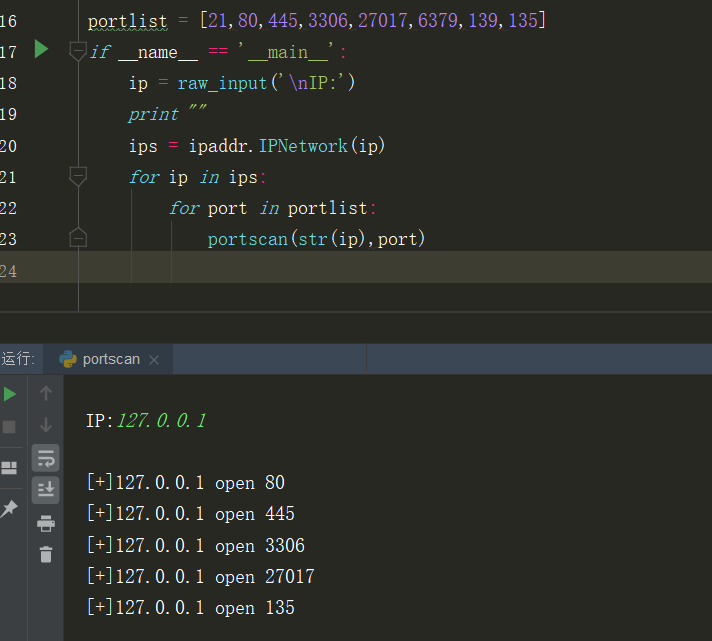 16 portlist = [21,80,445,3306,27017,6379,139,135]
17 if __name__ == '__main__':
18 ip = raw_input('\nIP:')
19 print ""
20 ips = ipaddr.IPNetwork(ip)
21 for ip in ips:
22 for port in portlist:
23 portscan(str(ip),port)
24
运行: portscan
IP:127.0.0.1
[+]127.0.0.1 open 80
[+]127.0.0.1 open 445
[+]127.0.0.1 open 3306
[+]127.0.0.1 open 27017
[+]127.0.0.1 open 135